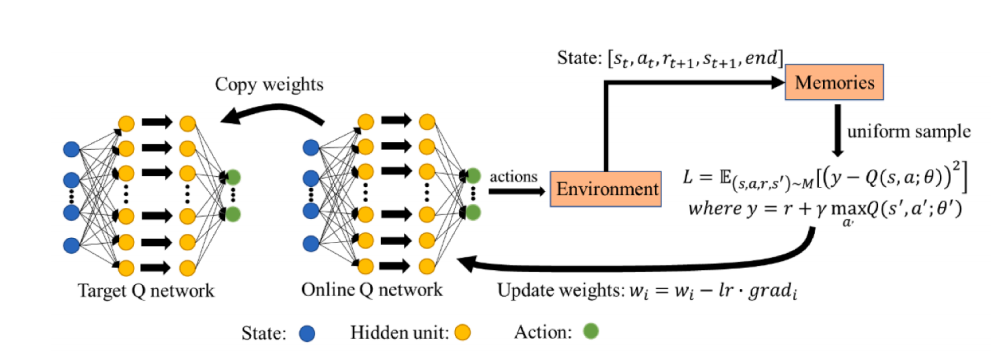 State: [s_t, a_t, r_{t+1}, s_{t+1}, end]
Memories
Copy weights
uniform sample
actions
Environment
L = 𝔼_{(s,a,r,s')~M}[(y − Q(s, a; θ))^2]
where y = r + γ max_{a'} Q(s', a'; θ')
Target Q network
Online Q network
Update weights: w_i = w_i − lr · grad_i
State:
Hidden unit:
Action: